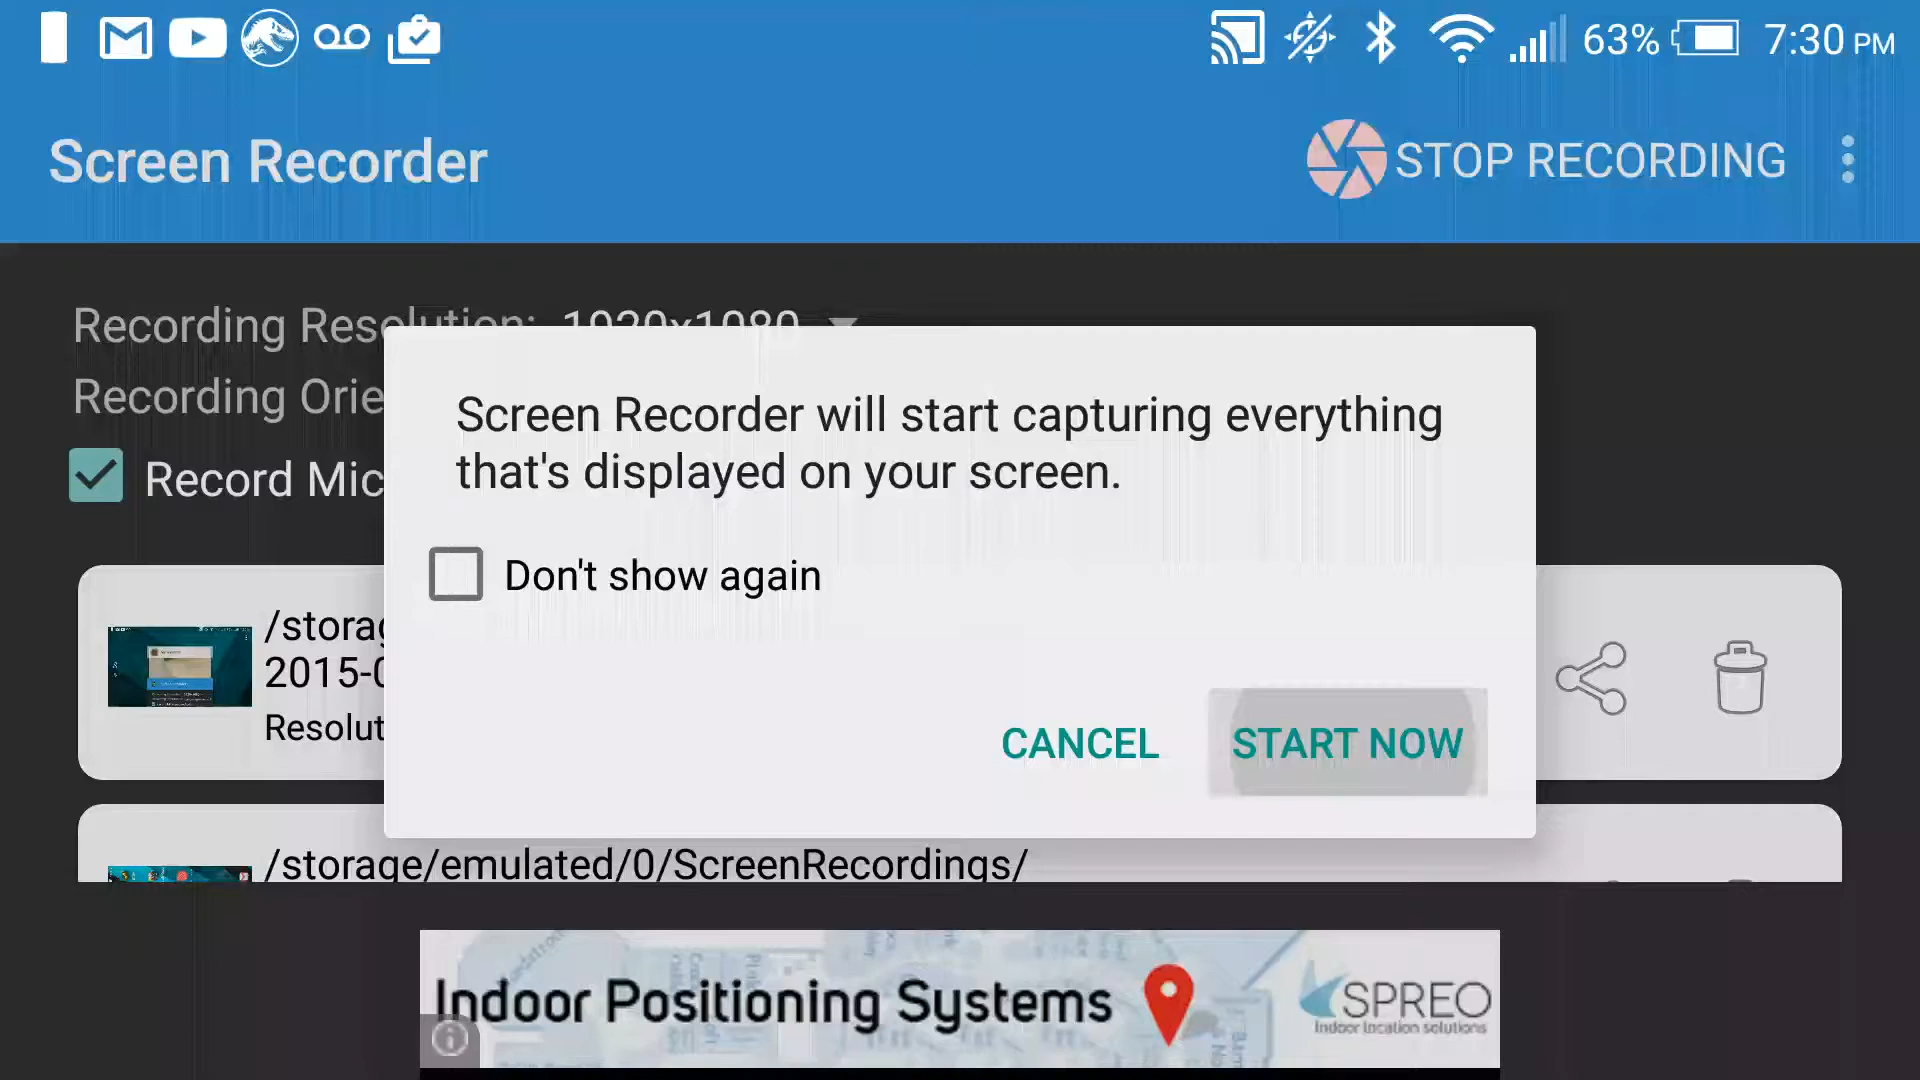 63% 7:30 PM
Screen Recorder
STOP RECORDING
Recording Resolution: 1920x1080
Recording Orie
Record Mic
Screen Recorder will start capturing everything
that's displayed on your screen.
Don't show again
CANCEL
START NOW
/storag
2015-0
Resolut
/storage/emulated/0/ScreenRecordings/
Indoor Positioning Systems
SPREO
Indoor location solutions